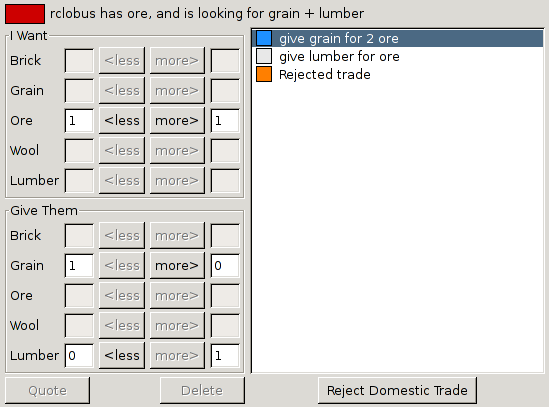 rclobus has ore, and is looking for grain + lumber
I Want
Brick <less more>
Grain <less more>
Ore 1 <less more> 1
Wool <less more>
Lumber <less more>
Give Them
Brick <less more>
Grain 1 <less more> 0
Ore <less more>
Wool <less more>
Lumber 0 <less more> 1
give grain for 2 ore
give lumber for ore
Rejected trade
Quote Delete Reject Domestic Trade